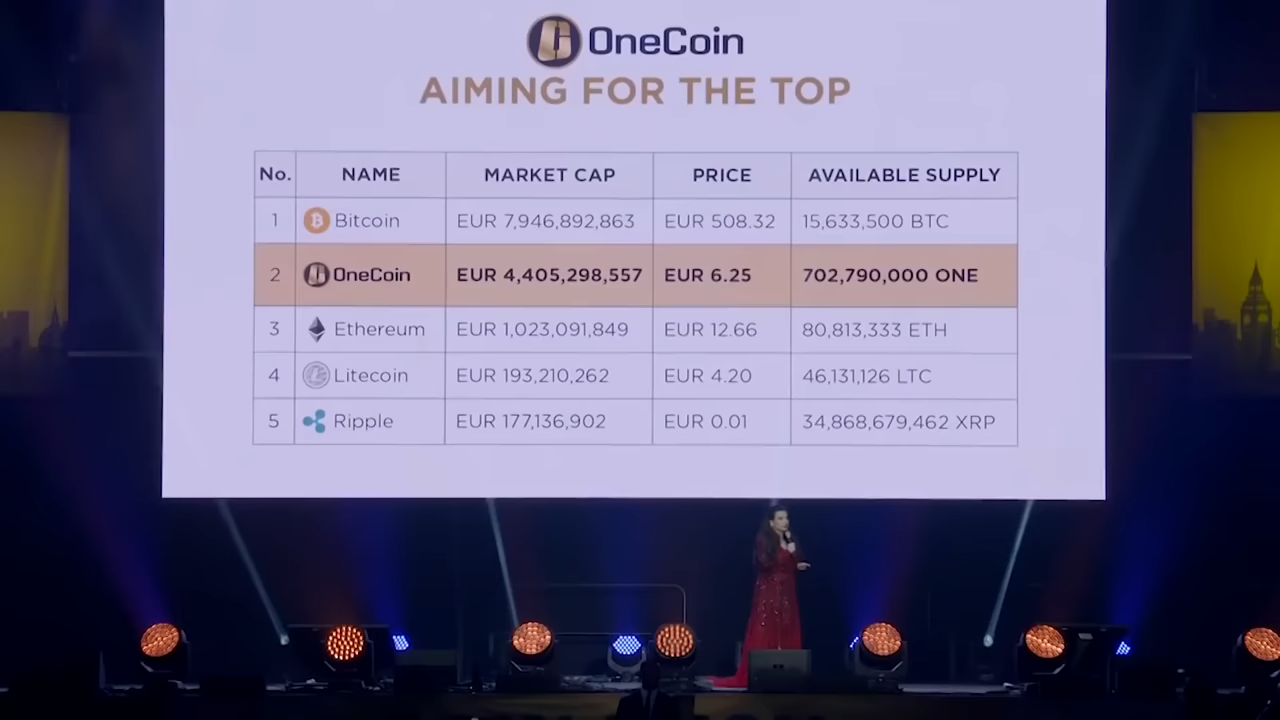 OneCoin
AIMING FOR THE TOP
No. NAME MARKET CAP PRICE AVAILABLE SUPPLY
1 Bitcoin EUR 7,946,892,863 EUR 508.32 15,633,500 BTC
2 OneCoin EUR 4,405,298,557 EUR 6.25 702,790,000 ONE
3 Ethereum EUR 1,023,091,849 EUR 12.66 80,813,333 ETH
4 Litecoin EUR 193,210,262 EUR 4.20 46,131,126 LTC
5 Ripple EUR 177,136,902 EUR 0.01 34,868,679,462 XRP